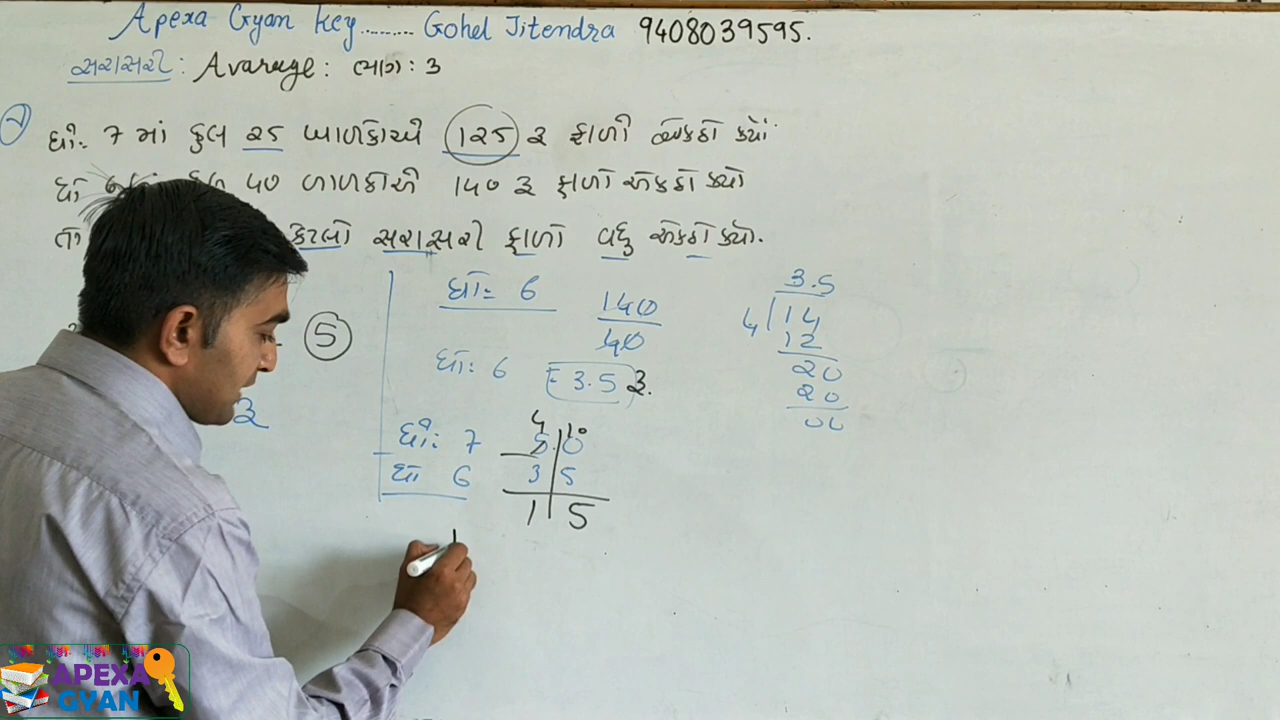 Apexa Gyan Key......... Gohel Jitendra 9408039595.
સરાસરી : Avarage : ભાગ : 3
ધો: 7 માં કુલ 25 બાળકોએ 125 રૂ ફાળો એકઠો કર્યો
ધો 40 બાળકોએ 140 રૂ ફાળો એકઠો કર્યો
તો કેટલો સરાસરી ફાળો વધુ એકઠો કર્યો.
ધો: 6 140 3.5
5 40 4 14
12
ધો: 6 = 3.5 રૂ. 20
20
રૂ 4 10 00
ધો: 7 5.0
ધો 6 3 5
1 5
APEXA
GYAN